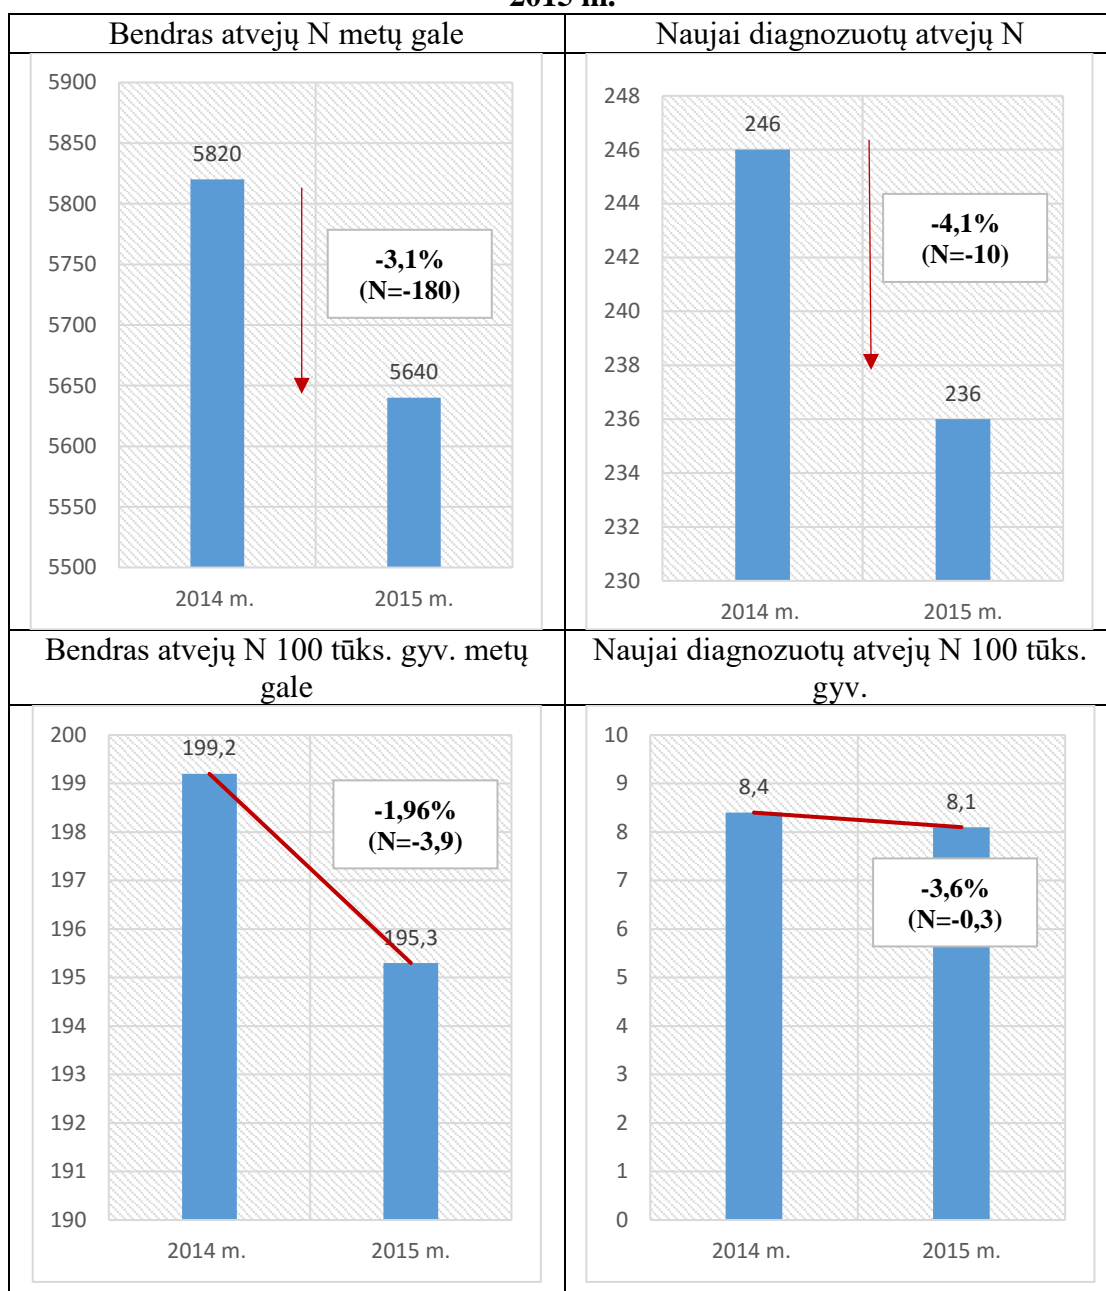 2015 m.
Bendras atvejų N metų gale
Naujai diagnozuotų atvejų N
5900
5850
5800
5750
5700
5650
5600
5550
5500
5820
5640
-3,1%
(N=-180)
2014 m.
2015 m.
248
246
244
242
240
238
236
234
232
230
246
236
-4,1%
(N=-10)
2014 m.
2015 m.
Bendras atvejų N 100 tūks. gyv. metų
gale
Naujai diagnozuotų atvejų N 100 tūks.
gyv.
200
199
198
197
196
195
194
193
192
191
190
199,2
195,3
-1,96%
(N=-3,9)
2014 m.
2015 m.
10
9
8
7
6
5
4
3
2
1
0
8,4
8,1
-3,6%
(N=-0,3)
2014 m.
2015 m.